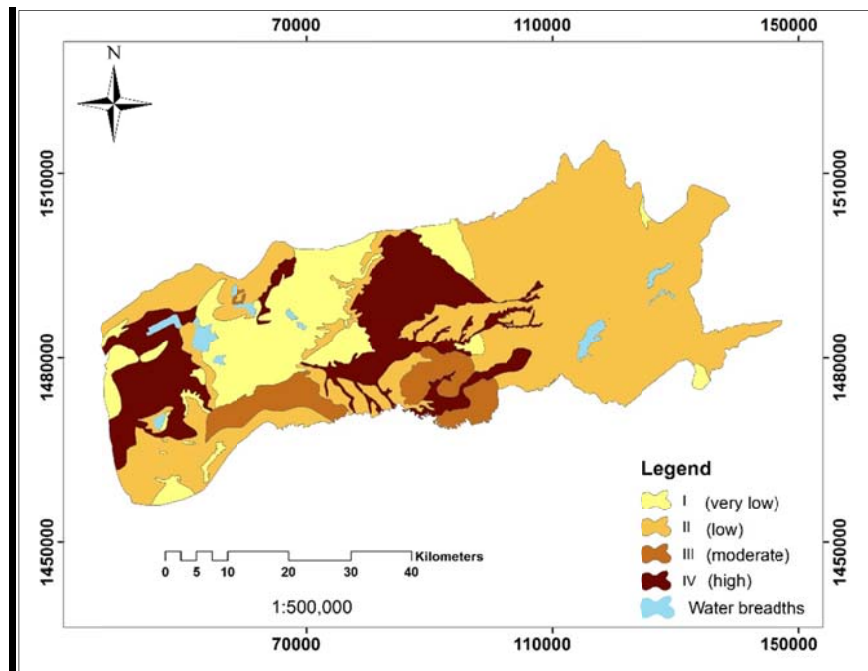 70000 110000 150000
N
1510000 1510000
1480000 1480000
1450000 1450000
Legend
I (very low)
II (low)
III (moderate)
IV (high)
Water breadths
Kilometers
0 5 10 20 30 40
1:500,000
70000 110000 150000